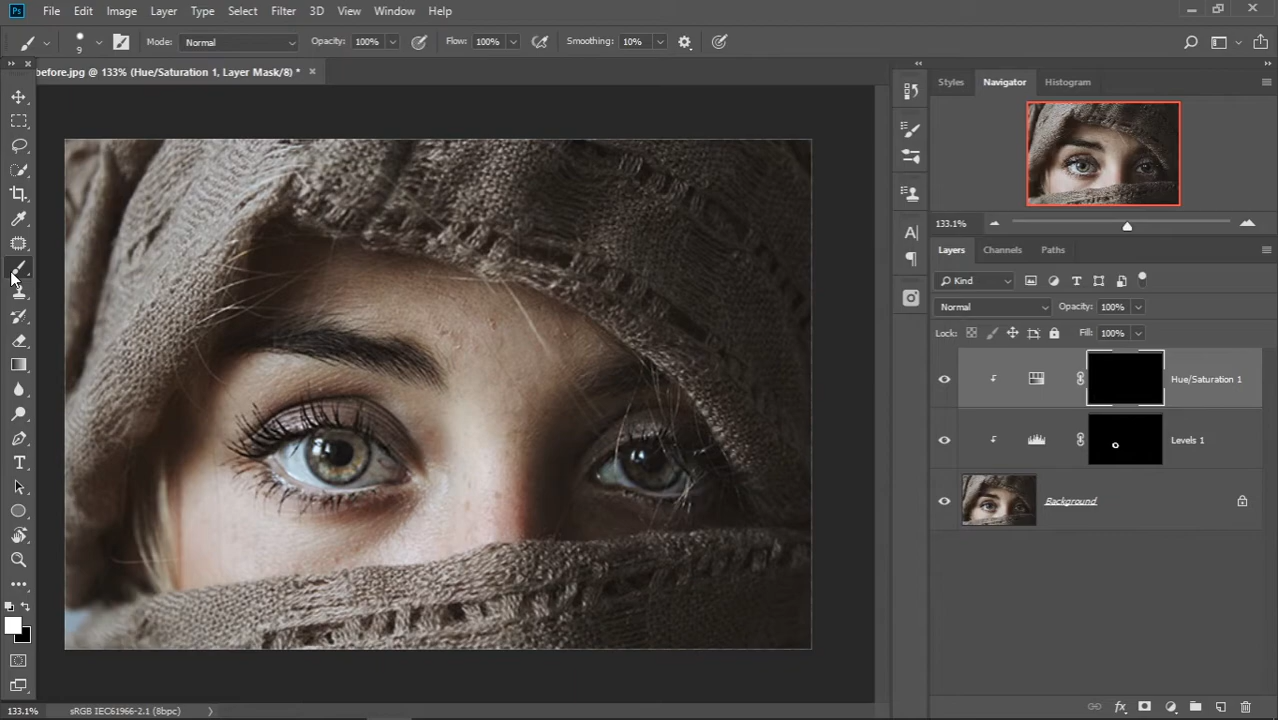 Ps File Edit Image Layer Type Select Filter 3D View Window Help
9 Mode: Normal Opacity: 100% Flow: 100% Smoothing: 10%
before.jpg @ 133% (Hue/Saturation 1, Layer Mask/8) *
Styles Navigator Histogram
133.1%
Layers Channels Paths
Kind
Normal Opacity: 100%
Lock: Fill: 100%
Hue/Saturation 1
Levels 1
Background
133.1% sRGB IEC61966-2.1 (8bpc)